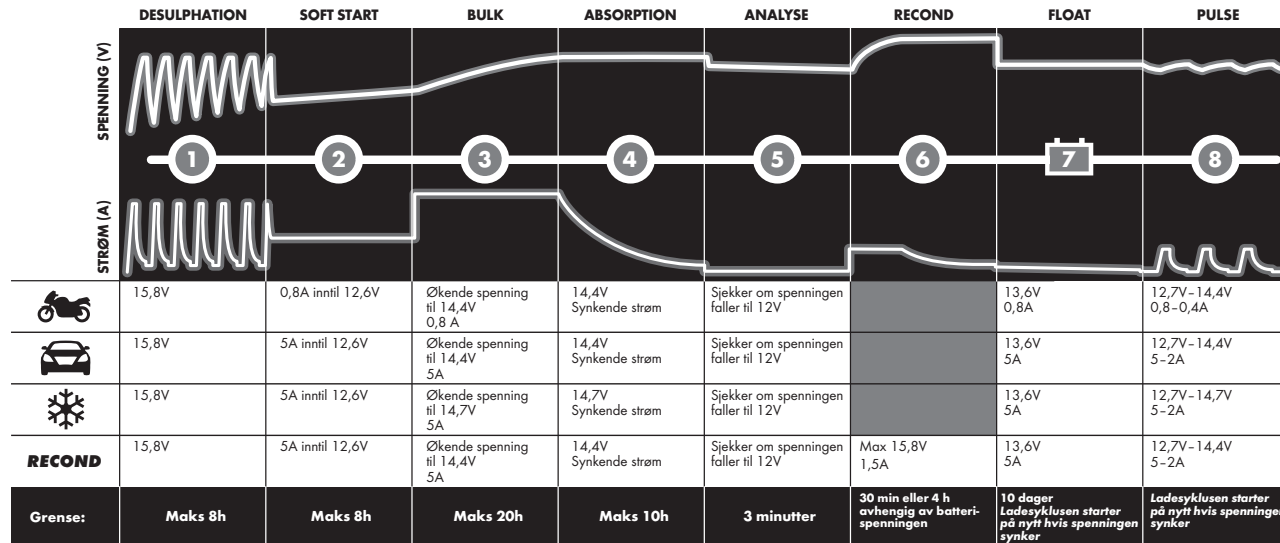 DESULPHATION SOFT START BULK ABSORPTION ANALYSE RECOND FLOAT PULSE
SPENNING (V)
1 2 3 4 5 6 7 8
STRØM (A)
15,8V
0,8A inntil 12,6V
Økende spenning
til 14,4V
0,8 A
14,4V
Synkende strøm
Sjekker om spenningen
faller til 12V
13,6V
0,8A
12,7V–14,4V
0,8–0,4A
15,8V
5A inntil 12,6V
Økende spenning
til 14,4V
5A
14,4V
Synkende strøm
Sjekker om spenningen
faller til 12V
13,6V
5A
12,7V–14,4V
5–2A
15,8V
5A inntil 12,6V
Økende spenning
til 14,7V
5A
14,7V
Synkende strøm
Sjekker om spenningen
faller til 12V
13,6V
5A
12,7V–14,7V
5–2A
RECOND
15,8V
5A inntil 12,6V
Økende spenning
til 14,4V
5A
14,4V
Synkende strøm
Sjekker om spenningen
faller til 12V
Max 15,8V
1,5A
13,6V
5A
12,7V–14,4V
5–2A
Grense:
Maks 8h
Maks 8h
Maks 20h
Maks 10h
3 minutter
30 min eller 4 h
avhengig av batteri-
spenningen
10 dager
Ladesyklusen starter
på nytt hvis spenningen
synker
Ladesyklusen starter
på nytt hvis spenningen
synker